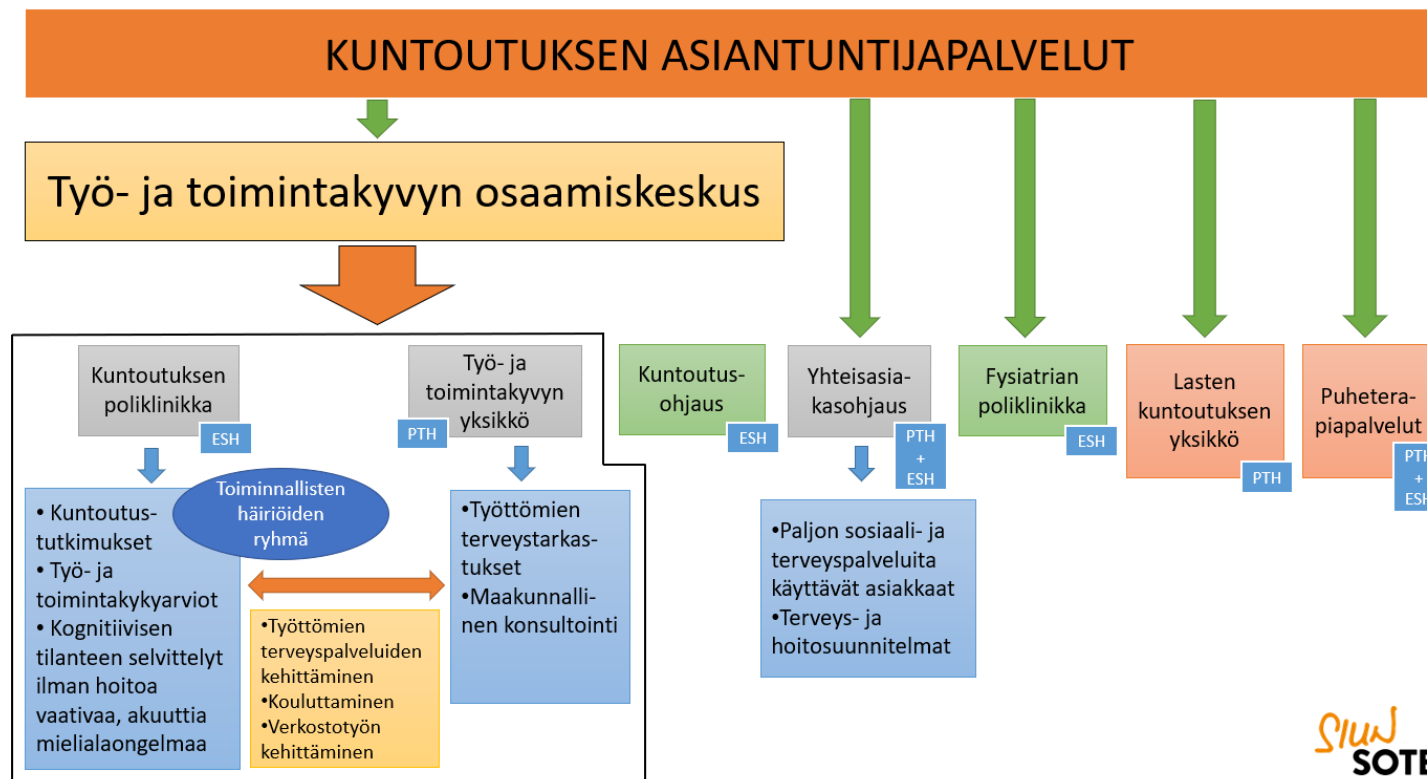 KUNTOUTUKSEN ASIANTUNTIJAPALVELUT
Työ- ja toimintakyvyn osaamiskeskus
Kuntoutuksen
poliklinikka
ESH
Työ- ja
toimintakyvyn
yksikkö
PTH
Kuntoutus-
ohjaus
ESH
Yhteisasia-
kasohjaus
PTH
+
ESH
Fysiatrian
poliklinikka
ESH
Lasten
kuntoutuksen
yksikkö
PTH
Puhetera-
piapalvelut
PTH
+
ESH
Toiminnallisten
häiriöiden
ryhmä
• Kuntoutus-
tutkimukset
• Työ- ja
toimintakykyarviot
• Kognitiivisen
tilanteen selvittelyt
ilman hoitoa
vaativaa, akuuttia
mielialaongelmaa
•Työttömien
terveyspalveluiden
kehittäminen
•Kouluttaminen
•Verkostotyön
kehittäminen
•Työttömien
terveystarkas-
tukset
•Maakunnalli-
nen konsultointi
•Paljon sosiaali- ja
terveyspalveluita
käyttävät asiakkaat
•Terveys- ja
hoitosuunnitelmat
SIUN
SOTE